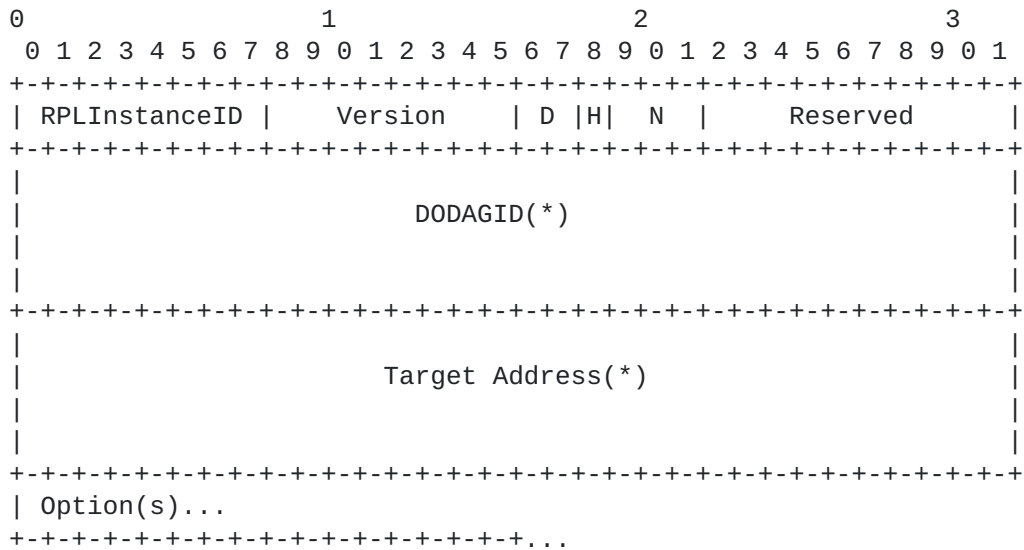 0                   1                   2                   3
 0 1 2 3 4 5 6 7 8 9 0 1 2 3 4 5 6 7 8 9 0 1 2 3 4 5 6 7 8 9 0 1
+-+-+-+-+-+-+-+-+-+-+-+-+-+-+-+-+-+-+-+-+-+-+-+-+-+-+-+-+-+-+-+-+
| RPLInstanceID |    Version    | D |H|  N  |     Reserved      |
+-+-+-+-+-+-+-+-+-+-+-+-+-+-+-+-+-+-+-+-+-+-+-+-+-+-+-+-+-+-+-+-+
|                                                               |
|                         DODAGID(*)                            |
|                                                               |
|                                                               |
+-+-+-+-+-+-+-+-+-+-+-+-+-+-+-+-+-+-+-+-+-+-+-+-+-+-+-+-+-+-+-+-+
|                                                               |
|                       Target Address(*)                       |
|                                                               |
|                                                               |
+-+-+-+-+-+-+-+-+-+-+-+-+-+-+-+-+-+-+-+-+-+-+-+-+-+-+-+-+-+-+-+-+
| Option(s)...
+-+-+-+-+-+-+-+-+-+-+-+-+-+-+-+-+...